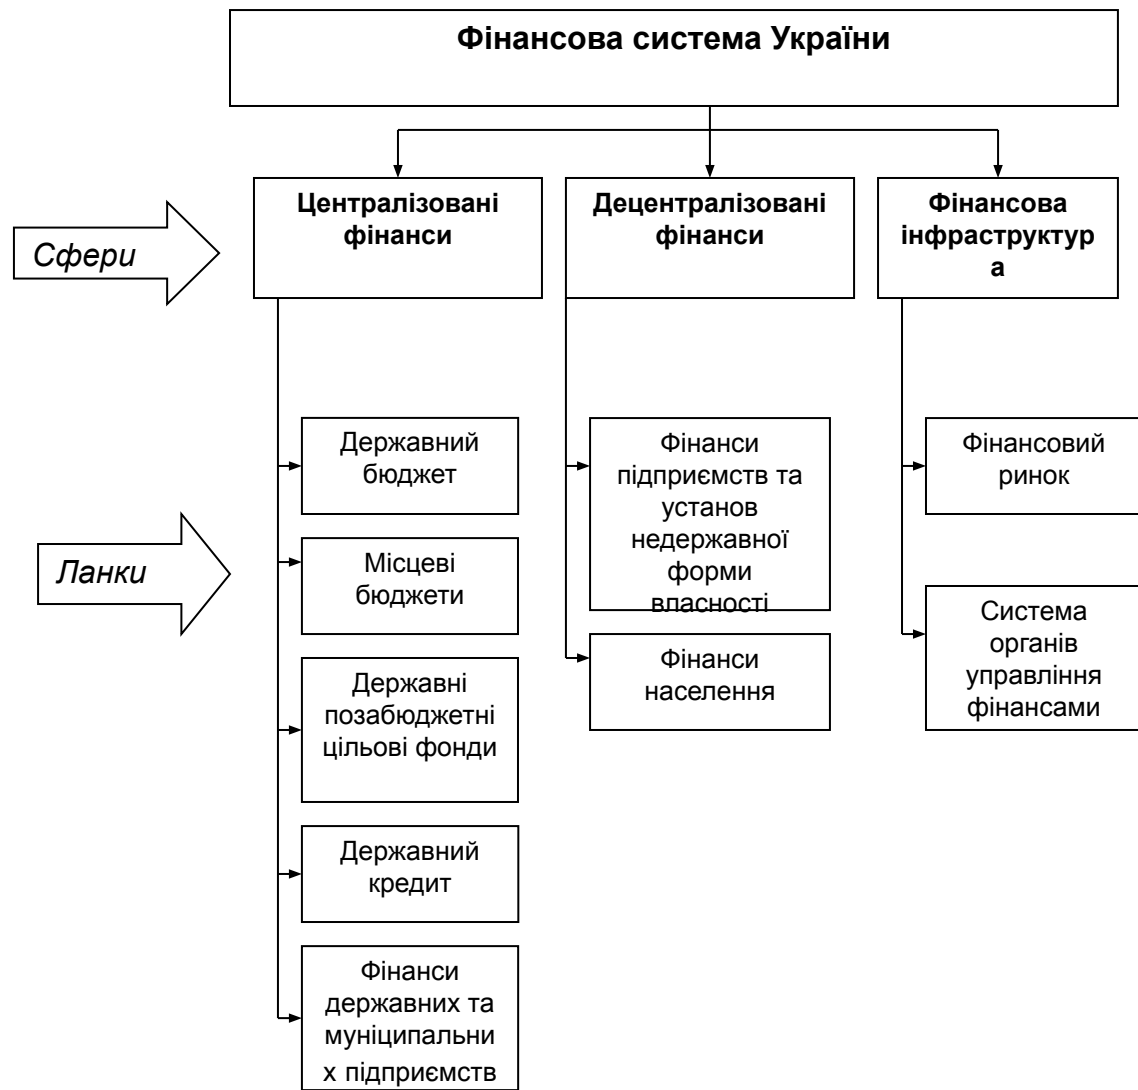 Фінансова система України
Централізовані
фінанси
Децентралізовані
фінанси
Фінансова
інфраструктур
а
Сфери
Державний
бюджет
Фінанси
підприємств та
установ
недержавної
форми
власності
Фінансовий
ринок
Ланки
Місцеві
бюджети
Система
органів
управління
фінансами
Фінанси
населення
Державні
позабюджетні
цільові фонди
Державний
кредит
Фінанси
державних та
муніципальни
х підприємств